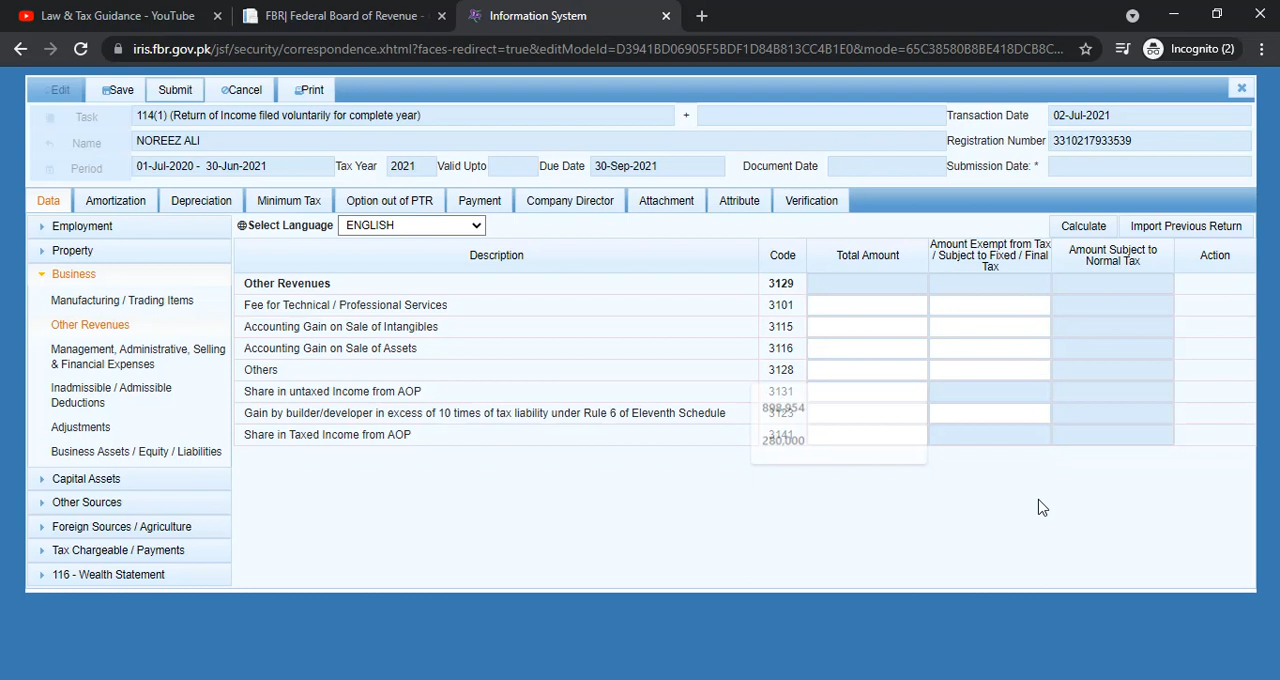 Law & Tax Guidance - YouTube
FBR| Federal Board of Revenue -
Information System
iris.fbr.gov.pk/jsf/security/correspondence.xhtml?faces-redirect=true&editModeId=D3941BD06905F5BDF1D84B813CC4B1E0&mode=65C38580B8BE418DCB8C...
Incognito (2)
Edit Save Submit Cancel Print
Task 114(1) (Return of Income filed voluntarily for complete year) + Transaction Date 02-Jul-2021
Name NOREEZ ALI Registration Number 3310217933539
Period 01-Jul-2020 - 30-Jun-2021 Tax Year 2021 Valid Upto Due Date 30-Sep-2021 Document Date Submission Date: *
Data Amortization Depreciation Minimum Tax Option out of PTR Payment Company Director Attachment Attribute Verification
Employment
Property
Business
Manufacturing / Trading Items
Other Revenues
Management, Administrative, Selling
& Financial Expenses
Inadmissible / Admissible
Deductions
Adjustments
Business Assets / Equity / Liabilities
Capital Assets
Other Sources
Foreign Sources / Agriculture
Tax Chargeable / Payments
116 - Wealth Statement
Select Language ENGLISH Calculate Import Previous Return
Description Code Total Amount Amount Exempt from Tax / Subject to Fixed / Final Tax Amount Subject to Normal Tax Action
Other Revenues 3129
Fee for Technical / Professional Services 3101
Accounting Gain on Sale of Intangibles 3115
Accounting Gain on Sale of Assets 3116
Others 3128
Share in untaxed Income from AOP 3131
898,954
Gain by builder/developer in excess of 10 times of tax liability under Rule 6 of Eleventh Schedule 3123
Share in Taxed Income from AOP 3141
280,000